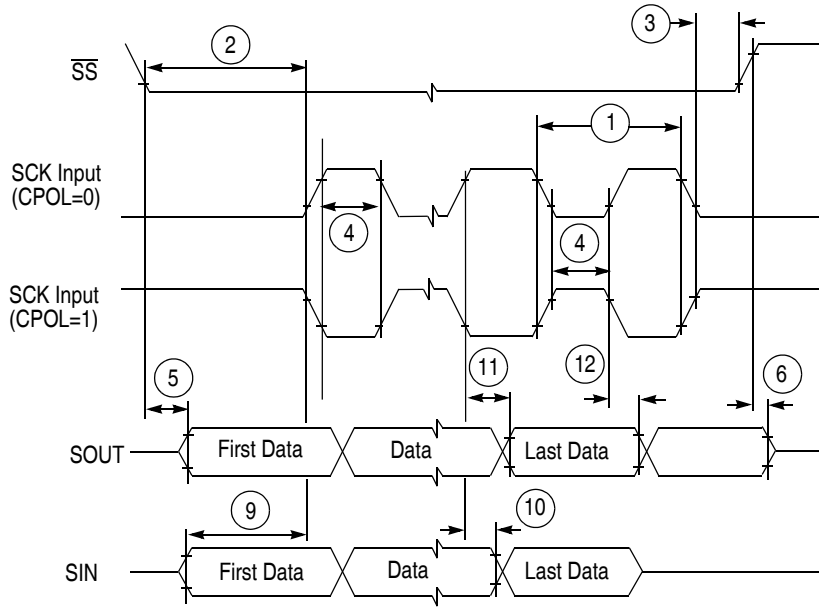 3
2
S̅S̅
1
SCK Input
(CPOL=0)
4
4
SCK Input
(CPOL=1)
5
11
12
6
SOUT
First Data
Data
Last Data
9
10
SIN
First Data
Data
Last Data